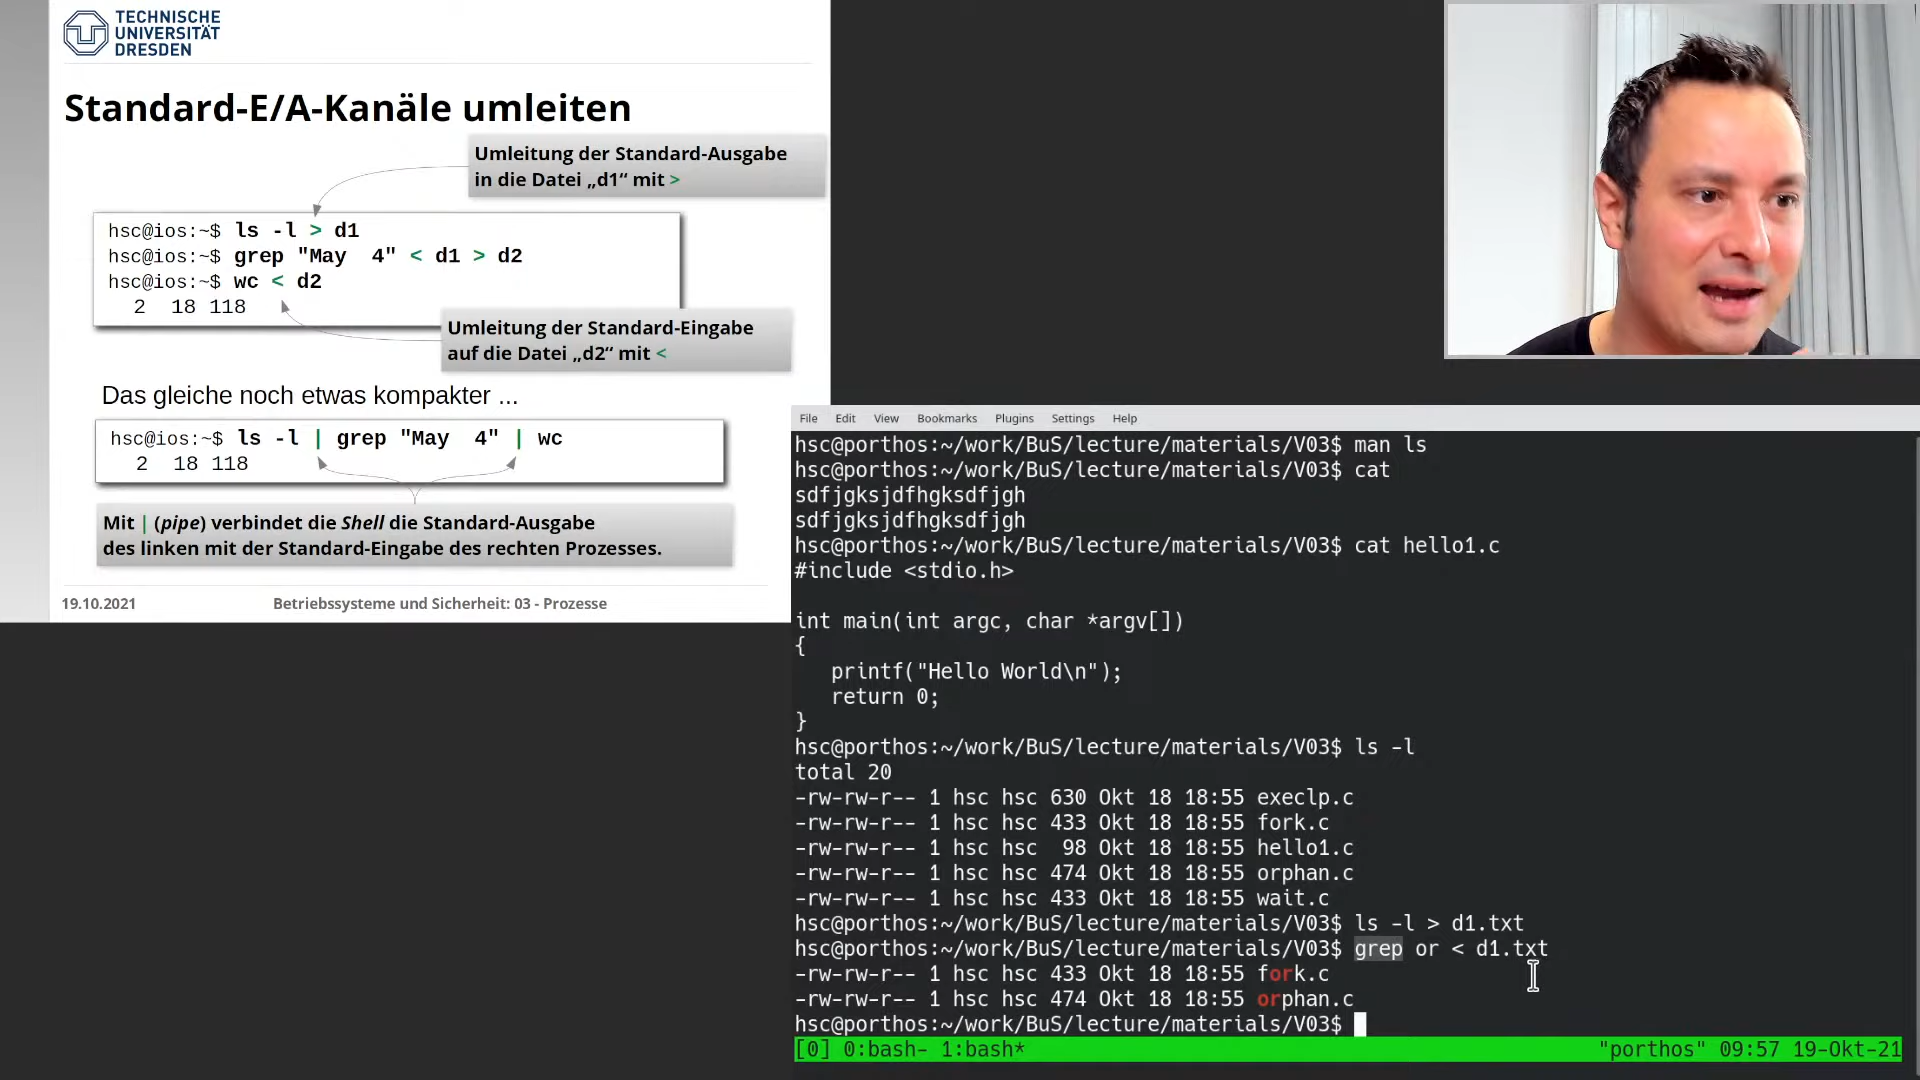 TECHNISCHE
UNIVERSITÄT
DRESDEN
Standard-E/A-Kanäle umleiten
Umleitung der Standard-Ausgabe
in die Datei „d1“ mit >
hsc@ios:~$ ls -l > d1
hsc@ios:~$ grep "May  4" < d1 > d2
hsc@ios:~$ wc < d2
2  18 118
Umleitung der Standard-Eingabe
auf die Datei „d2“ mit <
Das gleiche noch etwas kompakter ...
hsc@ios:~$ ls -l | grep "May  4" | wc
2  18 118
Mit | (pipe) verbindet die Shell die Standard-Ausgabe
des linken mit der Standard-Eingabe des rechten Prozesses.
19.10.2021 Betriebssysteme und Sicherheit: 03 - Prozesse
File Edit View Bookmarks Plugins Settings Help
hsc@porthos:~/work/BuS/lecture/materials/V03$ man ls
hsc@porthos:~/work/BuS/lecture/materials/V03$ cat
sdfjgksjdfhgksdfjgh
sdfjgksjdfhgksdfjgh
hsc@porthos:~/work/BuS/lecture/materials/V03$ cat hello1.c
#include <stdio.h>
int main(int argc, char *argv[])
{
printf("Hello World\n");
return 0;
}
hsc@porthos:~/work/BuS/lecture/materials/V03$ ls -l
total 20
-rw-rw-r-- 1 hsc hsc 630 Okt 18 18:55 execlp.c
-rw-rw-r-- 1 hsc hsc 433 Okt 18 18:55 fork.c
-rw-rw-r-- 1 hsc hsc  98 Okt 18 18:55 hello1.c
-rw-rw-r-- 1 hsc hsc 474 Okt 18 18:55 orphan.c
-rw-rw-r-- 1 hsc hsc 433 Okt 18 18:55 wait.c
hsc@porthos:~/work/BuS/lecture/materials/V03$ ls -l > d1.txt
hsc@porthos:~/work/BuS/lecture/materials/V03$ grep or < d1.txt
-rw-rw-r-- 1 hsc hsc 433 Okt 18 18:55 fork.c
-rw-rw-r-- 1 hsc hsc 474 Okt 18 18:55 orphan.c
hsc@porthos:~/work/BuS/lecture/materials/V03$
[0] 0:bash- 1:bash* "porthos" 09:57 19-Okt-21